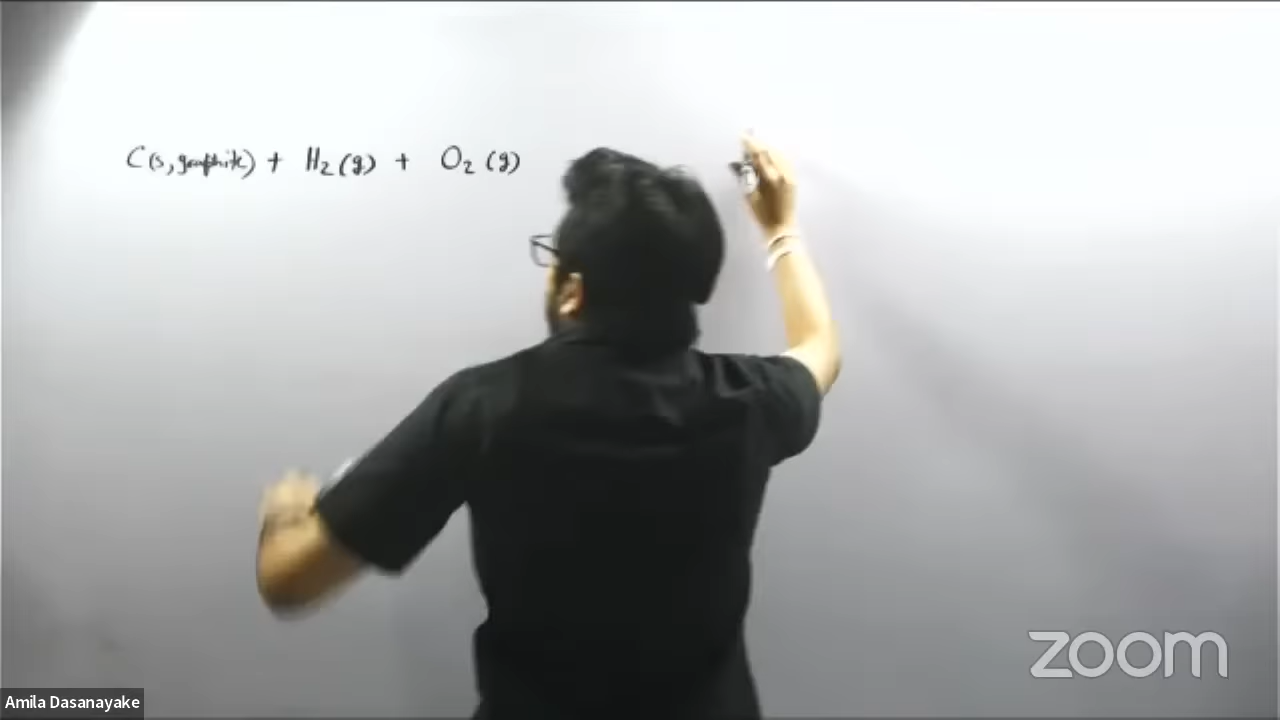 C(s, graphite) + H₂(g) + O₂(g)
zoom
Amila Dasanayake